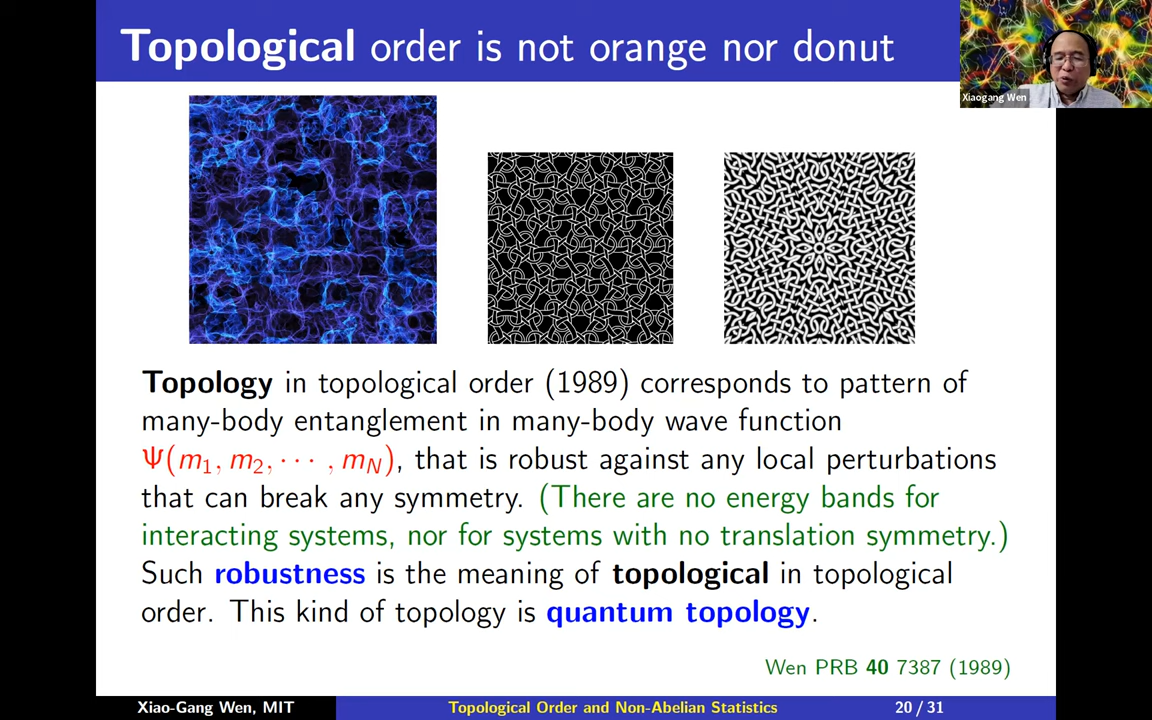 Topological order is not orange nor donut
Xiaogang Wen
Topology in topological order (1989) corresponds to pattern of
many-body entanglement in many-body wave function
Ψ(m₁, m₂, ⋯ , m_N), that is robust against any local perturbations
that can break any symmetry. (There are no energy bands for
interacting systems, nor for systems with no translation symmetry.)
Such robustness is the meaning of topological in topological
order. This kind of topology is quantum topology.
Wen PRB 40 7387 (1989)
Xiao-Gang Wen, MIT
Topological Order and Non-Abelian Statistics
20 / 31